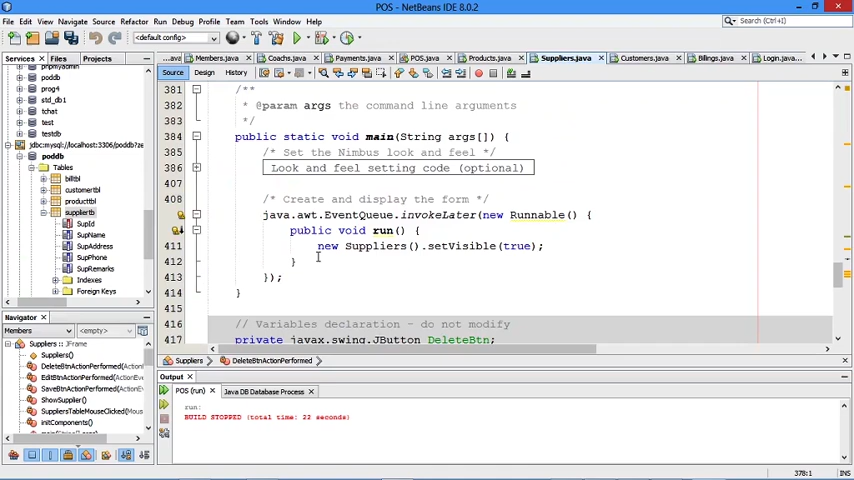 POS - NetBeans IDE 8.0.2
File Edit View Navigate Source Refactor Run Debug Profile Team Tools Window Help
Search (Ctrl+I)
<default config>
Services Files Projects
...ava Members.java Coachs.java Payments.java POS.java Products.java Suppliers.java Customers.java Billings.java Login.java
Source Design History
phpmyadmin
poddb
prog4
std_db1
tchat
test
testdb
jdbc:mysql://localhost:3306/poddb?ze
poddb
Tables
billtbl
customertbl
producttbl
suppliertb
SupId
SupName
SupAddress
SupPhone
SupRemarks
Indexes
Foreign Keys
381 /**
382 * @param args the command line arguments
383 */
384 public static void main(String args[]) {
385 /* Set the Nimbus look and feel */
386 Look and feel setting code (optional)
407
408 /* Create and display the form */
java.awt.EventQueue.invokeLater(new Runnable() {
public void run() {
411 new Suppliers().setVisible(true);
412 }
413 });
414 }
415
416 // Variables declaration - do not modify
417 private javax.swing.JButton DeleteBtn;
Navigator
Members <empty>
Suppliers :: JFrame
Suppliers()
DeleteBtnActionPerformed(
EditBtnActionPerformed(ActionEve
SaveBtnActionPerformed(ActionEv
ShowSupplier()
SuppliersTableMouseClicked(Mous
initComponents()
Suppliers DeleteBtnActionPerformed
Output
POS (run) Java DB Database Process
run:
BUILD STOPPED (total time: 22 seconds)
378:1 INS